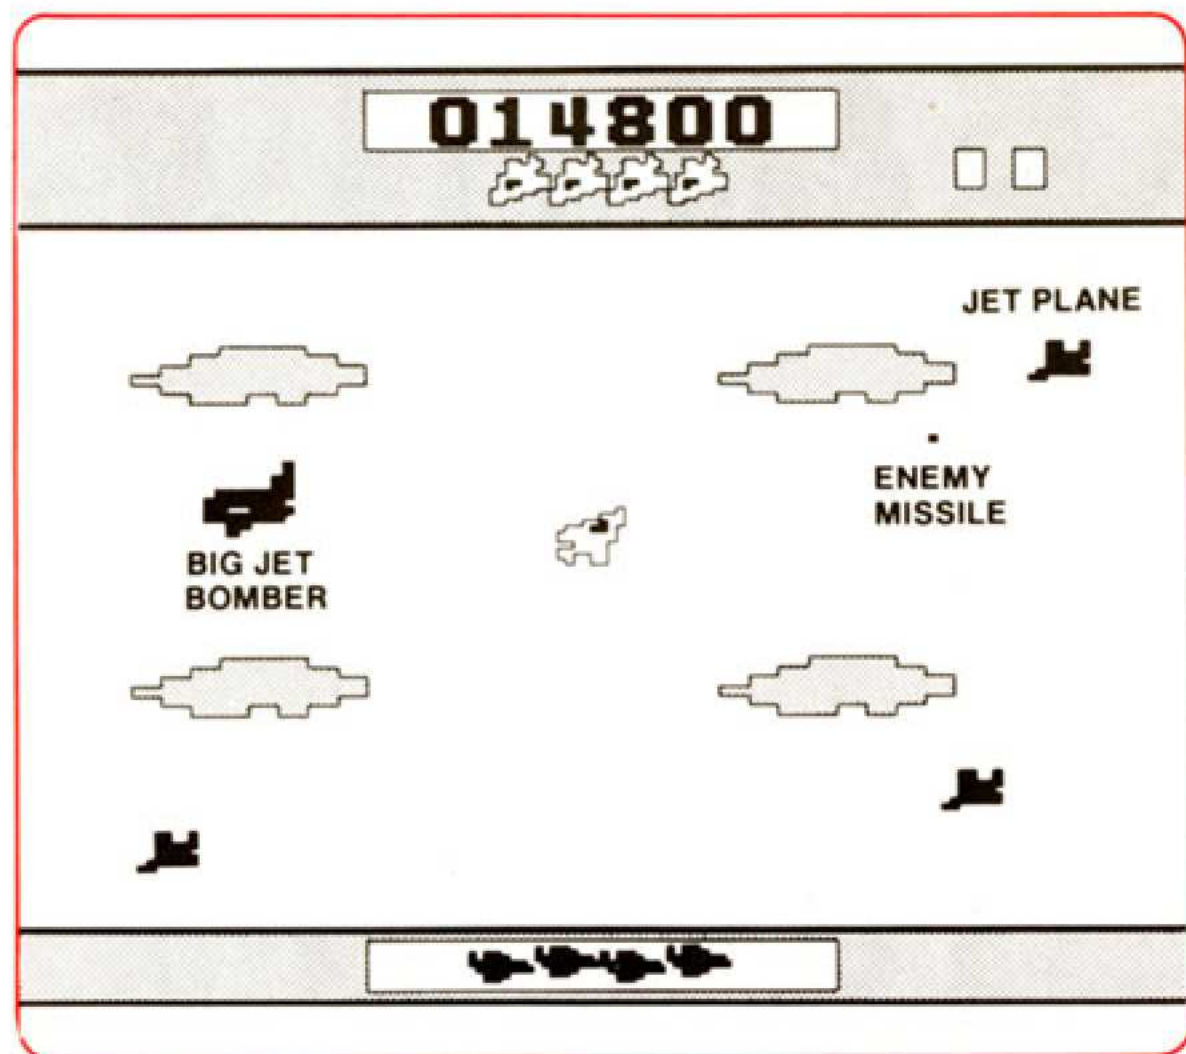 014800
JET PLANE
ENEMY
MISSILE
BIG JET
BOMBER